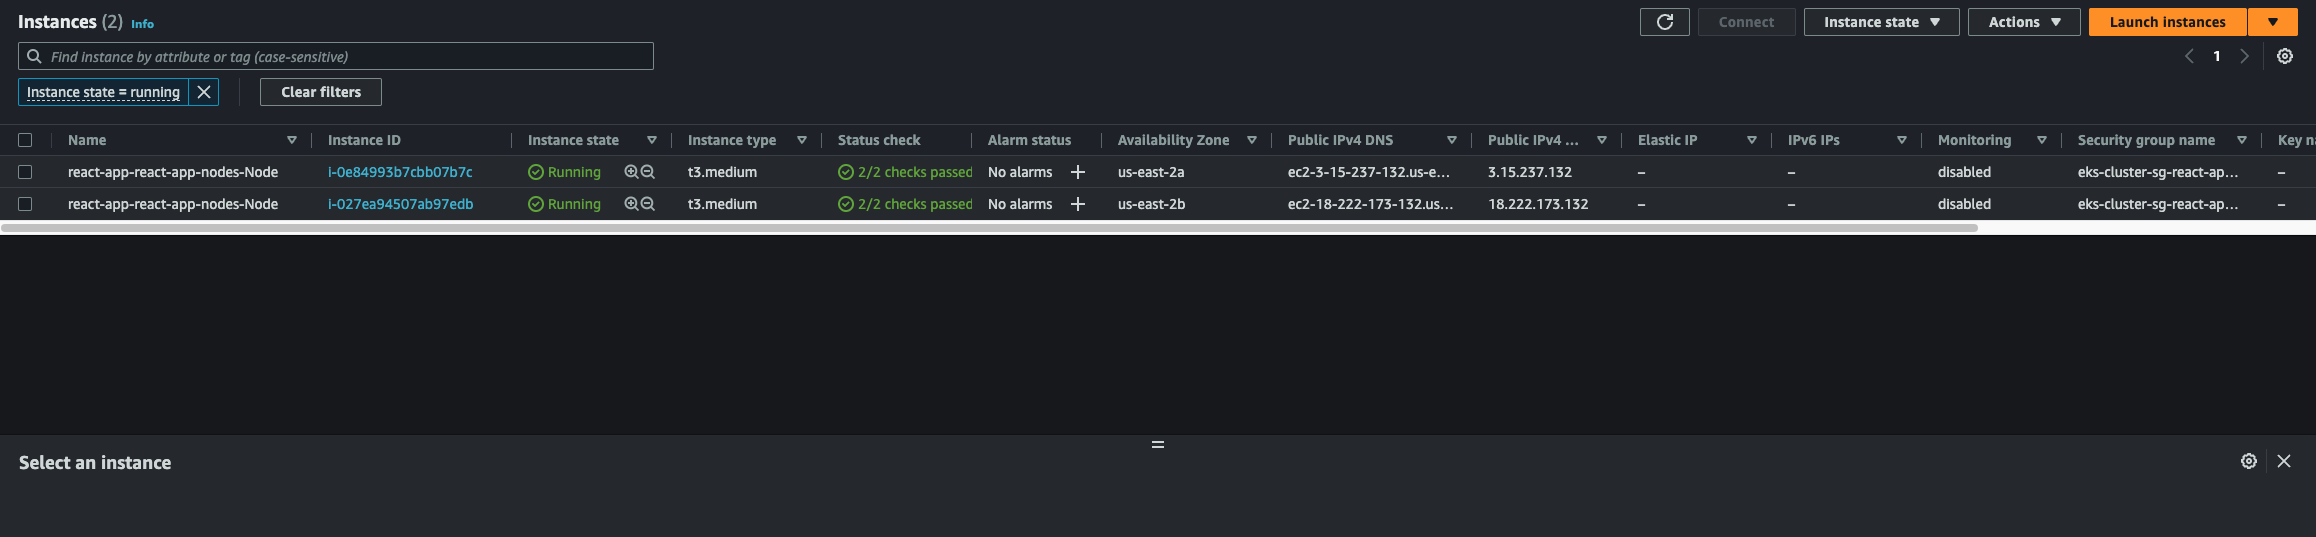 Instances (2) Info
Connect Instance state Actions Launch instances
Find instance by attribute or tag (case-sensitive)
1
Instance state = running Clear filters
Name Instance ID Instance state Instance type Status check Alarm status Availability Zone Public IPv4 DNS Public IPv4 ... Elastic IP IPv6 IPs Monitoring Security group name Key na
react-app-react-app-nodes-Node i-0e84993b7cbb07b7c Running t3.medium 2/2 checks passed No alarms us-east-2a ec2-3-15-237-132.us-e... 3.15.237.132 – – disabled eks-cluster-sg-react-ap... –
react-app-react-app-nodes-Node i-027ea94507ab97edb Running t3.medium 2/2 checks passed No alarms us-east-2b ec2-18-222-173-132.us... 18.222.173.132 – – disabled eks-cluster-sg-react-ap... –
Select an instance